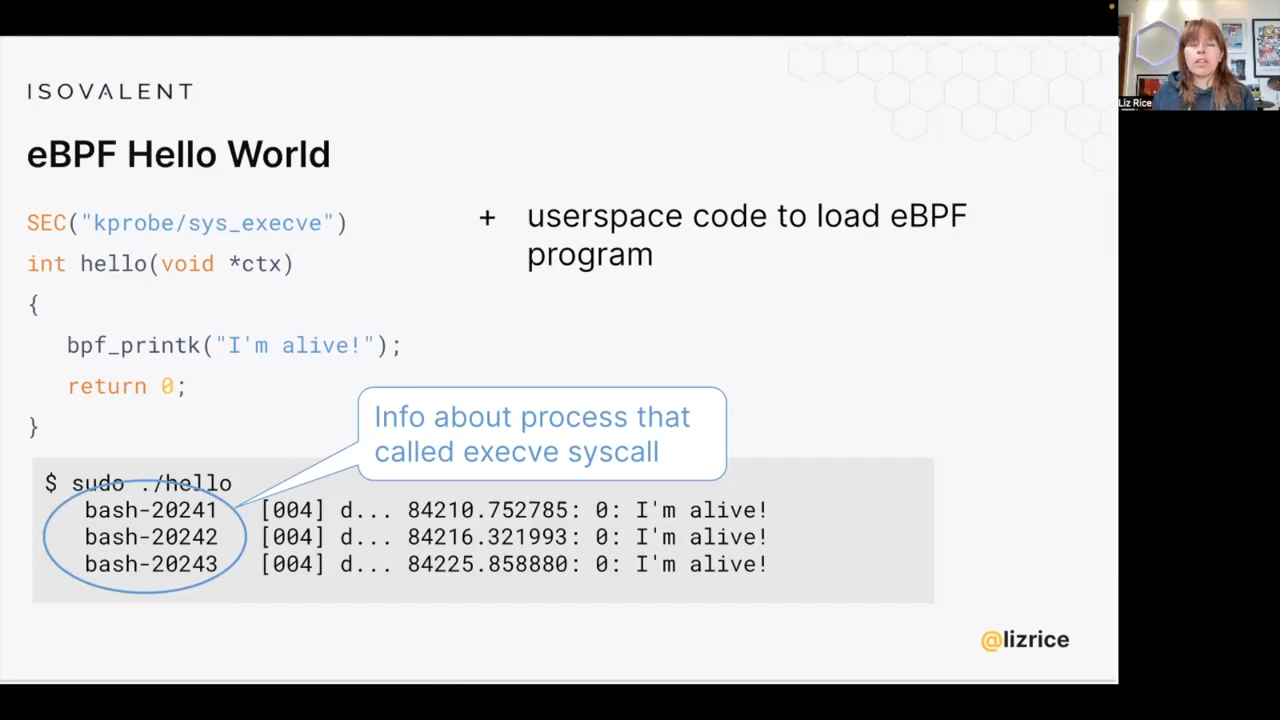 ISOVALENT
eBPF Hello World
SEC("kprobe/sys_execve")
int hello(void *ctx)
{
bpf_printk("I'm alive!");
return 0;
}
+ userspace code to load eBPF
program
Info about process that
called execve syscall
$ sudo ./hello
bash-20241 [004] d... 84210.752785: 0: I'm alive!
bash-20242 [004] d... 84216.321993: 0: I'm alive!
bash-20243 [004] d... 84225.858880: 0: I'm alive!
@lizrice
Liz Rice